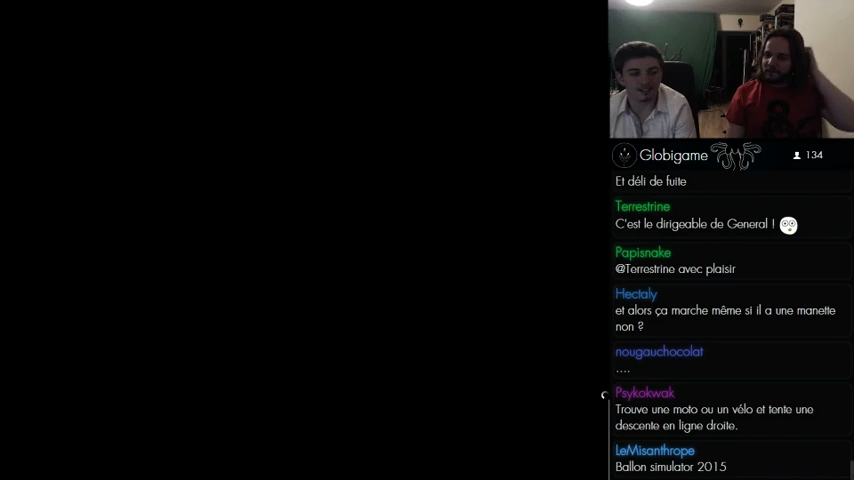 Globigame
134
Et déli de fuite
Terrestrine
C'est le dirigeable de General !
Papisnake
@Terrestrine avec plaisir
Hectaly
et alors ça marche même si il a une manette
non ?
nougauchocolat
....
Psykokwak
Trouve une moto ou un vélo et tente une
descente en ligne droite.
LeMisanthrope
Ballon simulator 2015